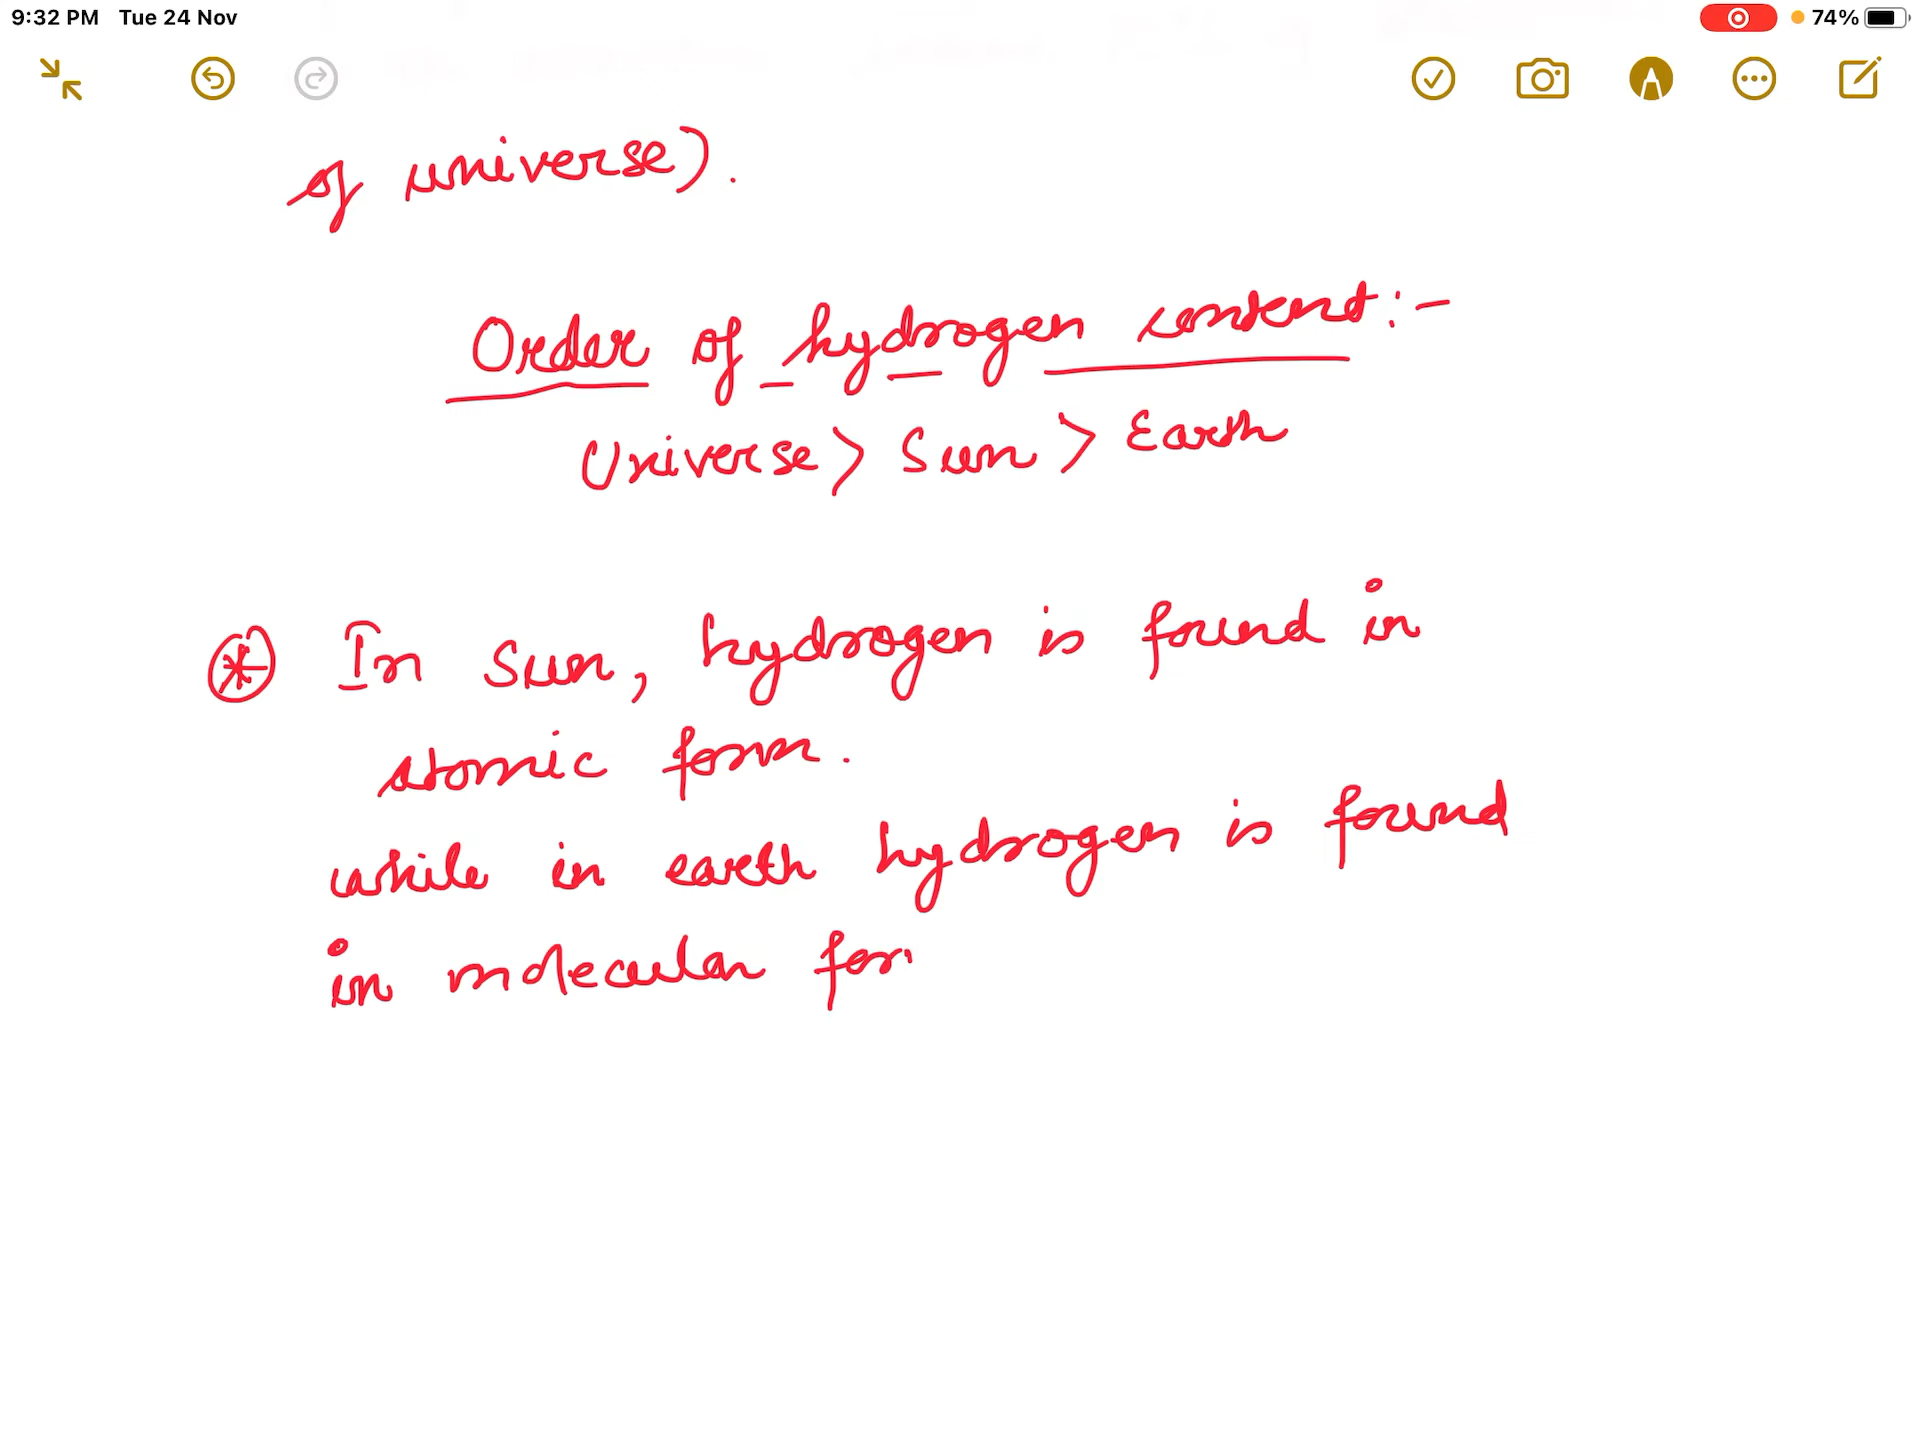 9:32 PM Tue 24 Nov 74%
of universe).
Order of hydrogen content:-
Universe > Sun > Earth
* In Sun, hydrogen is found in
atomic form.
while in earth hydrogen is found
in molecular for